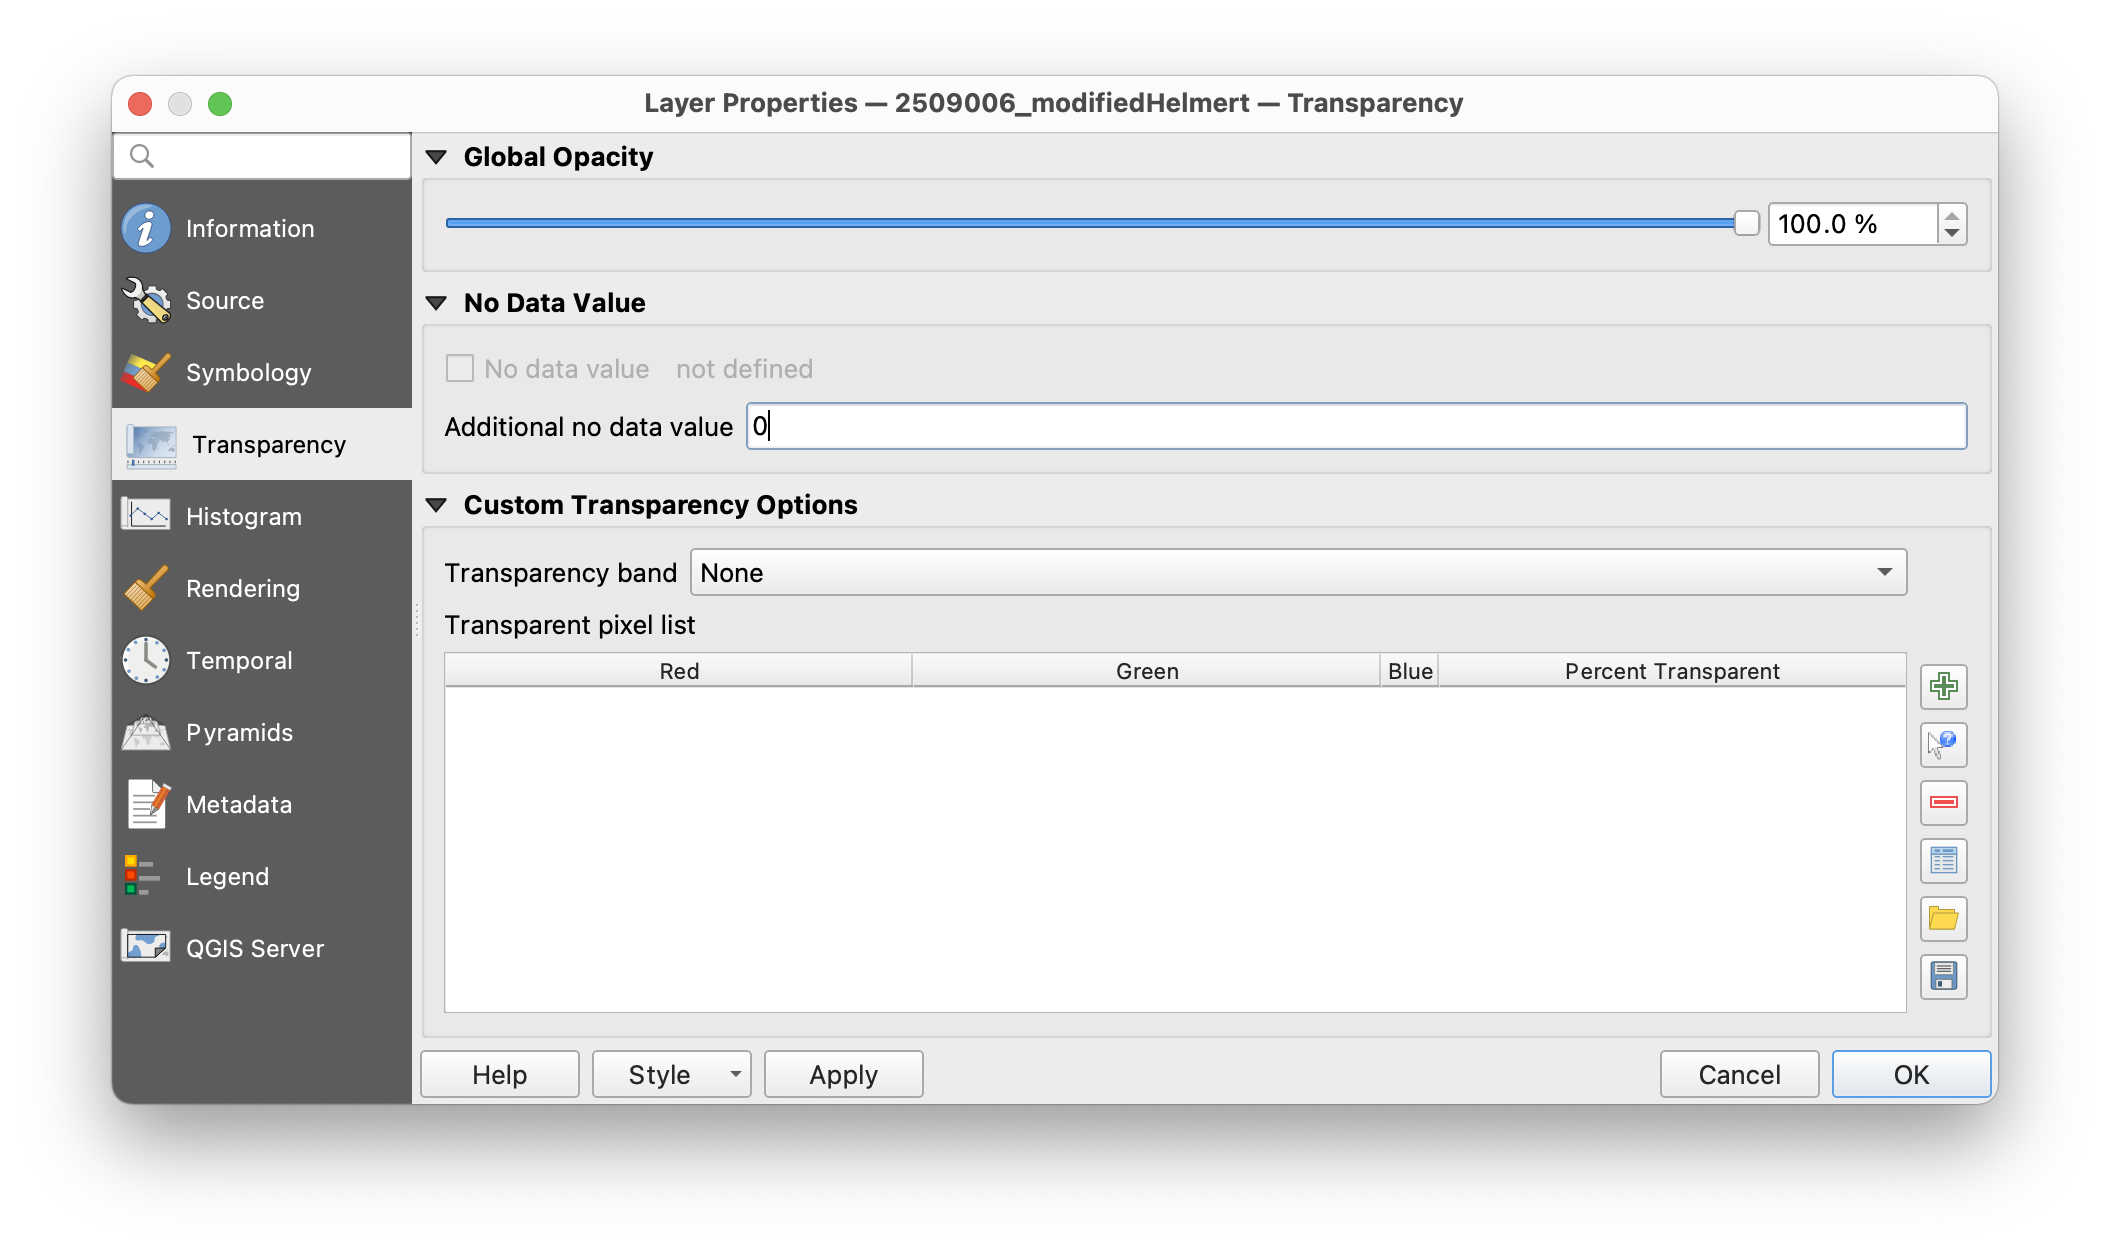 Layer Properties — 2509006_modifiedHelmert — Transparency
Information
Source
Symbology
Transparency
Histogram
Rendering
Temporal
Pyramids
Metadata
Legend
QGIS Server
Global Opacity
100.0 %
No Data Value
No data value not defined
Additional no data value 0
Custom Transparency Options
Transparency band None
Transparent pixel list
Red Green Blue Percent Transparent
Help Style Apply Cancel OK